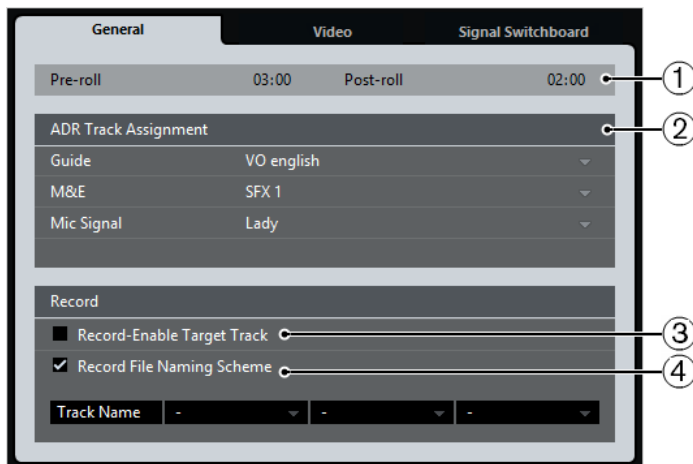 General Video Signal Switchboard
Pre-roll 03:00 Post-roll 02:00 1
ADR Track Assignment 2
Guide VO english
M&E SFX 1
Mic Signal Lady
Record
Record-Enable Target Track 3
Record File Naming Scheme 4
Track Name - - -